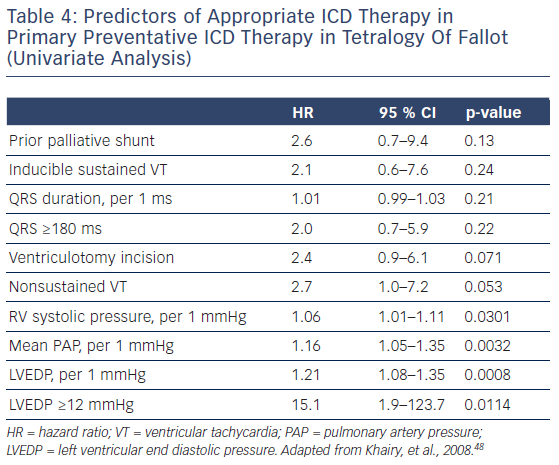 Table 4: Predictors of Appropriate ICD Therapy in
Primary Preventative ICD Therapy in Tetralogy Of Fallot
(Univariate Analysis)
HR 95 % CI p-value
Prior palliative shunt 2.6 0.7–9.4 0.13
Inducible sustained VT 2.1 0.6–7.6 0.24
QRS duration, per 1 ms 1.01 0.99–1.03 0.21
QRS ≥180 ms 2.0 0.7–5.9 0.22
Ventriculotomy incision 2.4 0.9–6.1 0.071
Nonsustained VT 2.7 1.0–7.2 0.053
RV systolic pressure, per 1 mmHg 1.06 1.01–1.11 0.0301
Mean PAP, per 1 mmHg 1.16 1.05–1.35 0.0032
LVEDP, per 1 mmHg 1.21 1.08–1.35 0.0008
LVEDP ≥12 mmHg 15.1 1.9–123.7 0.0114
HR = hazard ratio; VT = ventricular tachycardia; PAP = pulmonary artery pressure;
LVEDP = left ventricular end diastolic pressure. Adapted from Khairy, et al., 2008.48